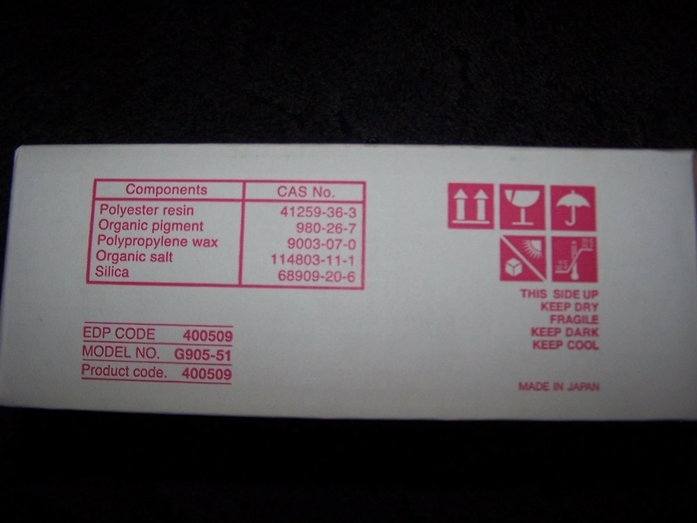 Components CAS No.
Polyester resin 41259-36-3
Organic pigment 980-26-7
Polypropylene wax 9003-07-0
Organic salt 114803-11-1
Silica 68909-20-6
EDP CODE 400509
MODEL NO. G905-51
Product code. 400509
THIS SIDE UP
KEEP DRY
FRAGILE
KEEP DARK
KEEP COOL
MADE IN JAPAN